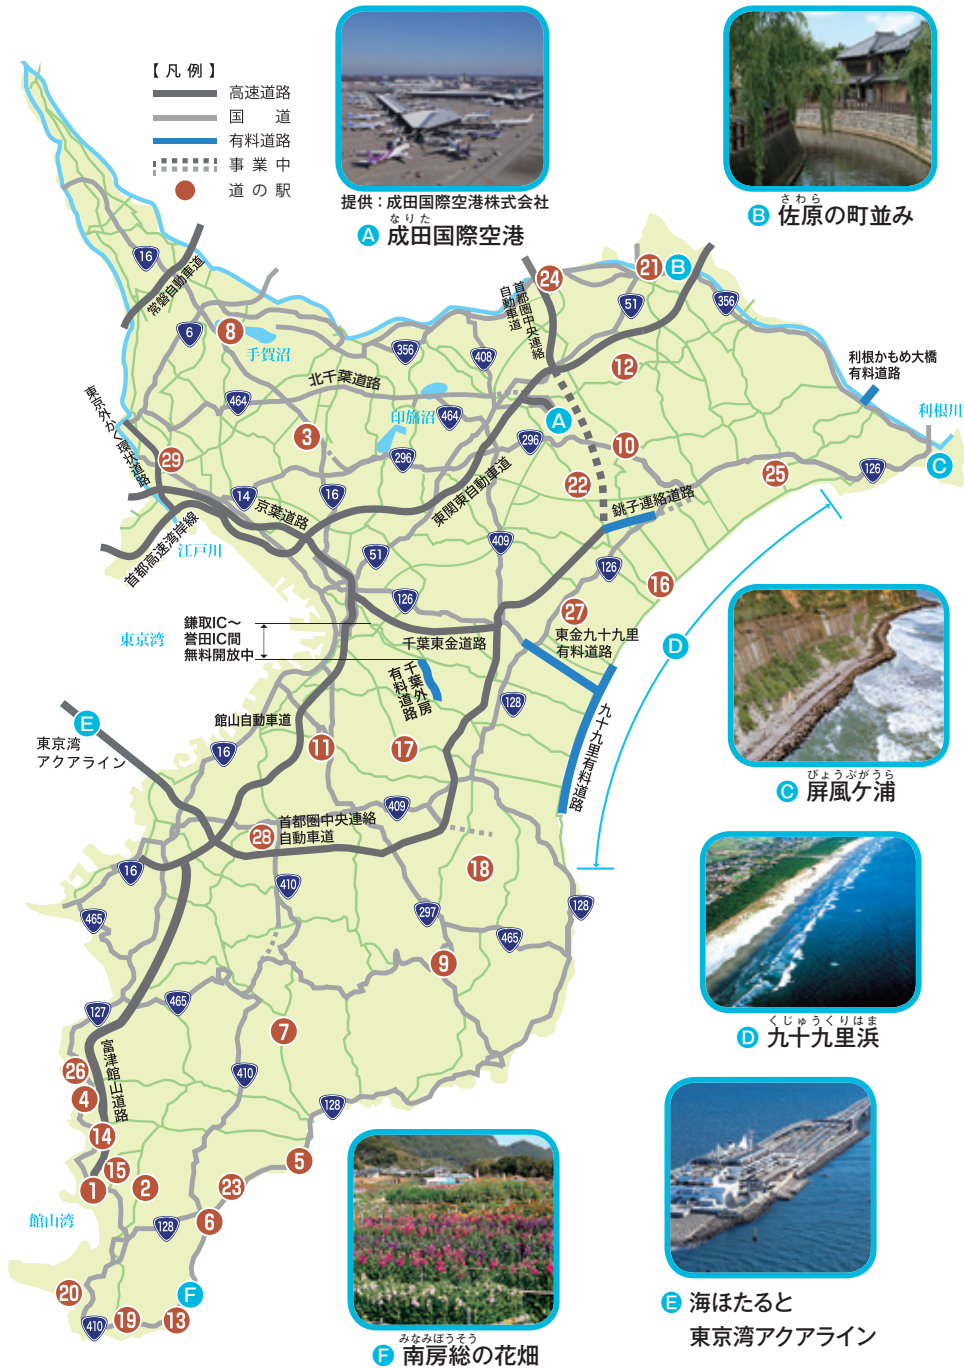 【凡例】
高速道路
国道
有料道路
事業中
道の駅
提供：成田国際空港株式会社
なりた
A 成田国際空港
さわら
B 佐原の町並み
16
常磐自動車道
6
8
手賀沼
356
408
北千葉道路
464
464
印旛沼
3
296
296
東京外かく環状道路
29
14
16
京葉道路
東関東自動車道
首都高速湾岸線
江戸川
51
126
409
首都圏中央連絡
自動車道
24
21
B
51
356
12
A
10
22
25
126
銚子連絡道路
利根かもめ大橋
有料道路
利根川
C
126
16
27
D
東京湾
鎌取IC～
誉田IC間
無料開放中
千葉東金道路
東金九十九里
有料道路
千葉外房
有料道路
128
九十九里有料道路
館山自動車道
E
東京湾
アクアライン
16
11
17
409
首都圏中央連絡
自動車道
28
18
16
410
465
297
465
128
9
127
465
7
富津館山道路
26
4
410
128
14
15
1
2
5
23
6
館山湾
128
20
410
19
13
F
びょうぶがうら
C 屏風ケ浦
くじゅうくりはま
D 九十九里浜
E 海ほたると
東京湾アクアライン
みなみぼうそう
F 南房総の花畑